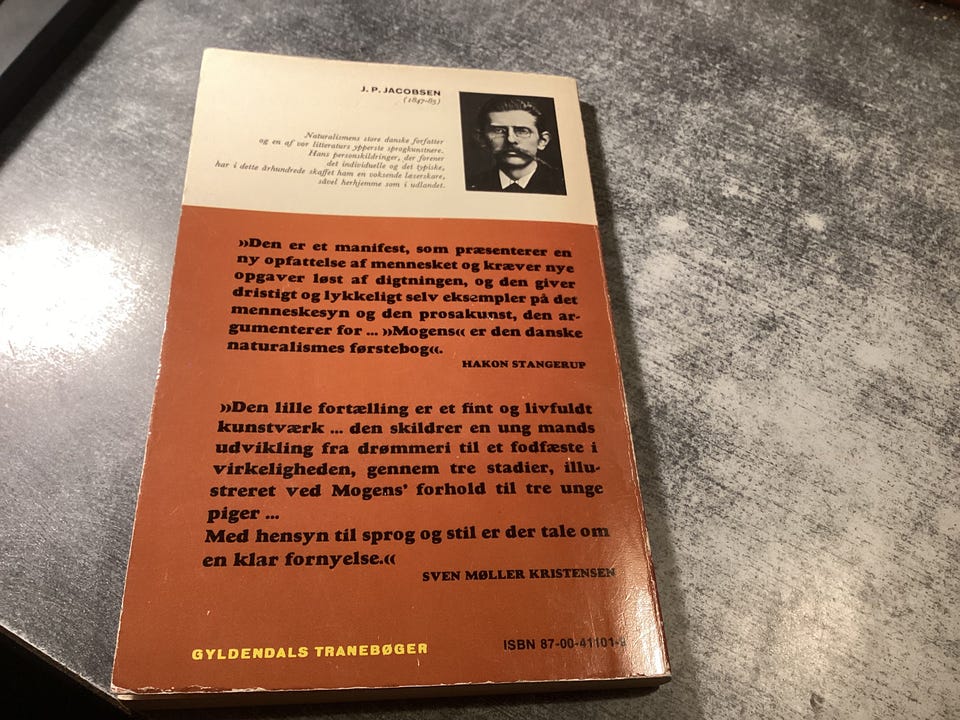 J. P. JACOBSEN
(1847-85)
Naturalismens store danske forfatter
og en af vor litteraturs ypperste sprogkunstnere.
Hans personskildringer, der forener
det individuelle og det typiske,
har i dette århundrede skaffet ham en voksende læserskare,
såvel herhjemme som i udlandet.
»Den er et manifest, som præsenterer en
ny opfattelse af mennesket og kræver nye
opgaver løst af digtningen, og den giver
dristigt og lykkeligt selv eksempler på det
menneskesyn og den prosakunst, den ar-
gumenterer for ... »Mogens« er den danske
naturalismes førstebog«.
HAKON STANGERUP
»Den lille fortælling er et fint og livfuldt
kunstværk ... den skildrer en ung mands
udvikling fra drømmeri til et fodfæste i
virkeligheden, gennem tre stadier, illu-
streret ved Mogens' forhold til tre unge
piger ...
Med hensyn til sprog og stil er der tale om
en klar fornyelse.«
SVEN MØLLER KRISTENSEN
GYLDENDALS TRANEBØGER
ISBN 87-00-41101-